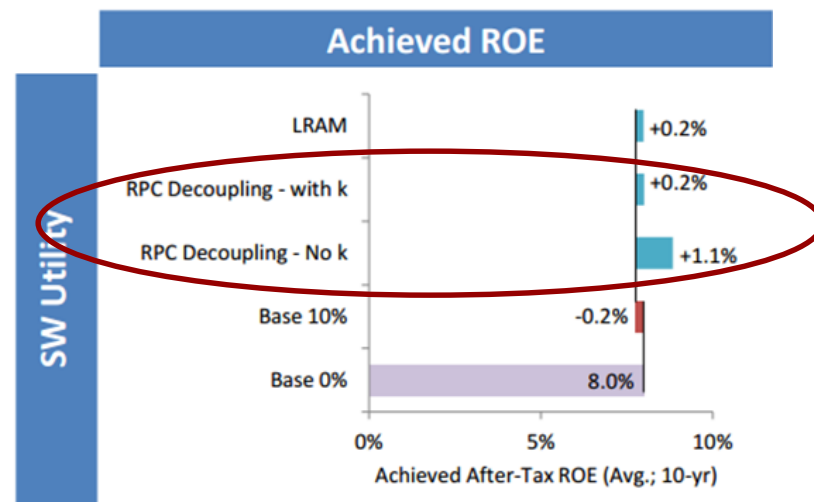 Achieved ROE
SW Utility
LRAM
+0.2%
RPC Decoupling - with k
+0.2%
RPC Decoupling - No k
+1.1%
Base 10%
-0.2%
Base 0%
8.0%
0%
5%
10%
Achieved After-Tax ROE (Avg.; 10-yr)